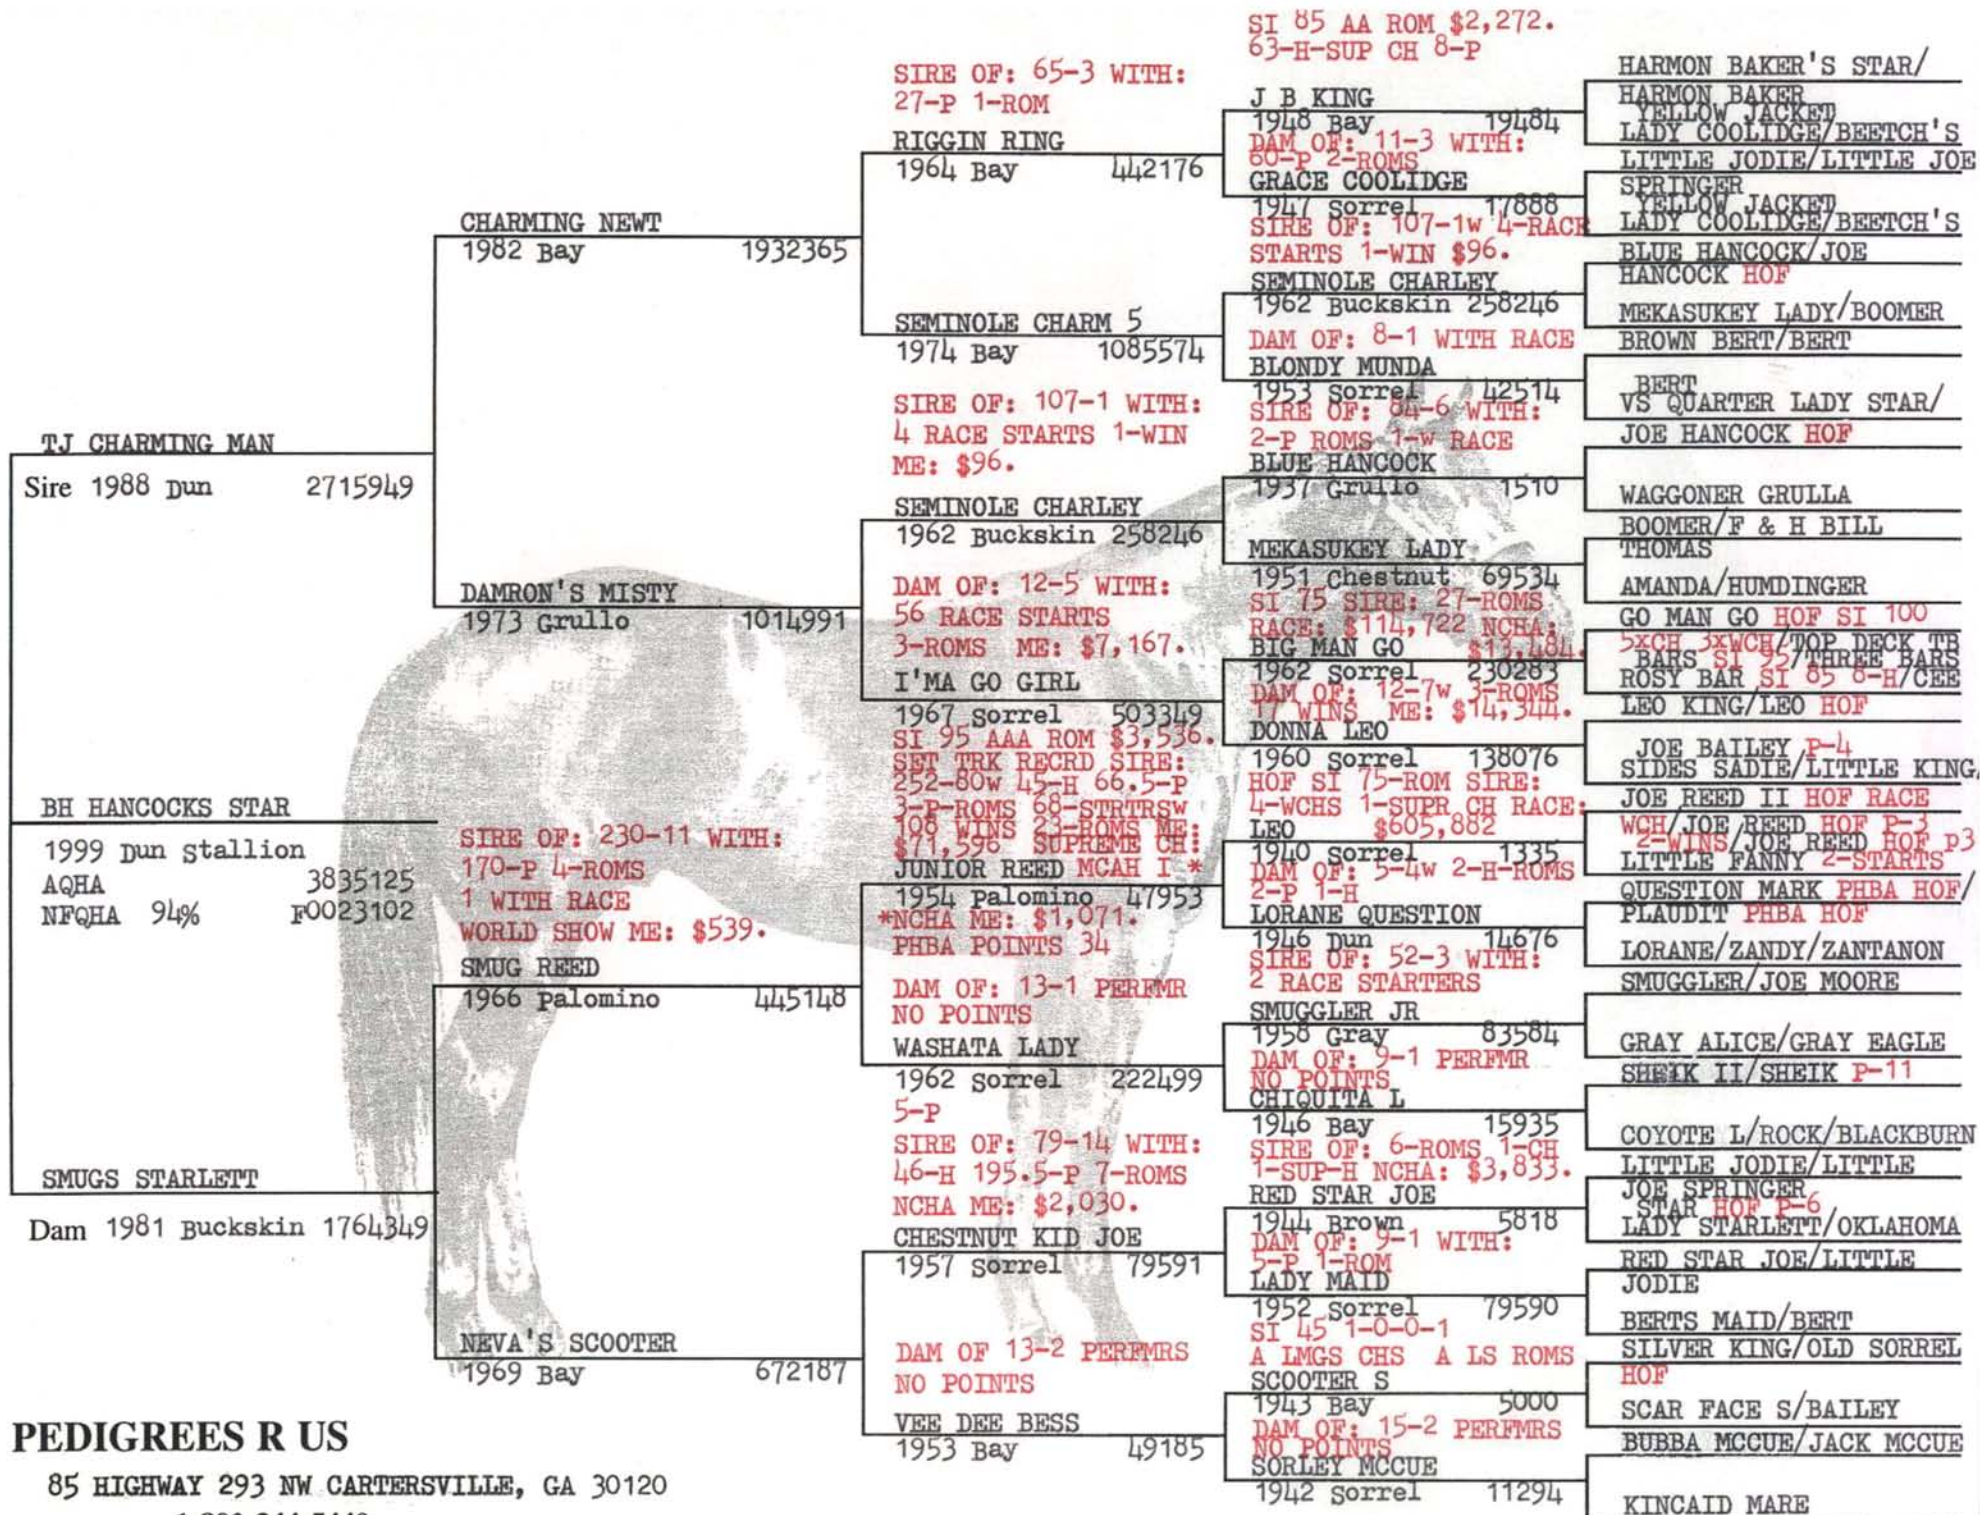 TJ CHARMING MAN
Sire 1988 Dun 2715949
BH HANCOCKS STAR
1999 Dun Stallion
AQHA 3835125
NFQHA 94% F0023102
SMUGS STARLETT
Dam 1981 Buckskin 1764349
PEDIGREES R US
85 HIGHWAY 293 NW CARTERSVILLE, GA 30120
CHARMING NEWT
1982 Bay 1932365
DAMRON'S MISTY
1973 Grullo 1014991
SIRE OF: 230-11 WITH:
170-P 4-ROMS
1 WITH RACE
WORLD SHOW ME: $539.
SMUG REED
1966 Palomino 445148
NEVA'S SCOOTER
1969 Bay 672187
SIRE OF: 65-3 WITH:
27-P 1-ROM
RIGGIN RING
1964 Bay 442176
SEMINOLE CHARM 5
1974 Bay 1085574
SIRE OF: 107-1 WITH:
4 RACE STARTS 1-WIN
ME: $96.
SEMINOLE CHARLEY
1962 Buckskin 258246
DAM OF: 12-5 WITH:
56 RACE STARTS
3-ROMS ME: $7,167.
I'MA GO GIRL
1967 Sorrel 503349
SI 95 AAA ROM $3,536.
SET TRK RECRD SIRE:
252-80w 45-H 66.5-P
3-P-ROMS 68-STRTRSw
108 WINS 23-ROMS ME:
$71,596 SUPREME CH:
JUNIOR REED MCAH I *
1954 Palomino 47953
*NCHA ME: $1,071.
PHBA POINTS 34
DAM OF: 13-1 PERFMR
NO POINTS
WASHATA LADY
1962 Sorrel 222499
5-P
SIRE OF: 79-14 WITH:
46-H 195.5-P 7-ROMS
NCHA ME: $2,030.
CHESTNUT KID JOE
1957 Sorrel 79591
DAM OF 13-2 PERFMRS
NO POINTS
VEE DEE BESS
1953 Bay 49185
SI 85 AA ROM $2,272.
63-H-SUP CH 8-P
J B KING
1948 Bay 19484
DAM OF: 11-3 WITH:
60-P 2-ROMS
GRACE COOLIDGE
1947 Sorrel 17888
SIRE OF: 107-1w 4-RACE
STARTS 1-WIN $96.
SEMINOLE CHARLEY
1962 Buckskin 258246
DAM OF: 8-1 WITH RACE
BLONDY MUNDA
1953 Sorrel 42514
SIRE OF: 84-6 WITH:
2-P ROMS 1-w RACE
BLUE HANCOCK
1937 Grullo 1510
MEKASUKEY LADY
1951 Chestnut 69534
SI 75 SIRE: 27-ROMS
RACE: $114,722 NCHA:
BIG MAN GO $13,484.
1962 Sorrel 230283
DAM OF: 12-7w 3-ROMS
17 WINS ME: $14,344.
DONNA LEO
1960 Sorrel 138076
HOF SI 75-ROM SIRE:
4-WCHS 1-SUPR CH RACE:
LEO $605,882
1940 Sorrel 1335
DAM OF: 5-4w 2-H-ROMS
2-P 1-H
LORANE QUESTION
1946 Dun 14676
SIRE OF: 52-3 WITH:
2 RACE STARTERS
SMUGGLER JR
1958 Gray 83584
DAM OF: 9-1 PERFMR
NO POINTS
CHIQUITA L
1946 Bay 15935
SIRE OF: 6-ROMS 1-CH
1-SUP-H NCHA: $3,833.
RED STAR JOE
1944 Brown 5818
DAM OF: 9-1 WITH:
5-P 1-ROM
LADY MAID
1952 Sorrel 79590
SI 45 1-0-0-1
A LMGS CHS A LS ROMS
SCOOTER S
1943 Bay 5000
DAM OF: 15-2 PERFMRS
NO POINTS
SORLEY MCCUE
1942 Sorrel 11294
HARMON BAKER'S STAR/
HARMON BAKER
YELLOW JACKET
LADY COOLIDGE/BEETCH'S
LITTLE JODIE/LITTLE JOE
SPRINGER
YELLOW JACKET
LADY COOLIDGE/BEETCH'S
BLUE HANCOCK/JOE
HANCOCK HOF
MEKASUKEY LADY/BOOMER
BROWN BERT/BERT
BERT
VS QUARTER LADY STAR/
JOE HANCOCK HOF
WAGGONER GRULLA
BOOMER/F & H BILL
THOMAS
AMANDA/HUMDINGER
GO MAN GO HOF SI 100
5xCH 3xWCH/TOP DECK TB
BARS SI 95/THREE BARS
ROSY BAR SI 85 8-H/CEE
LEO KING/LEO HOF
JOE BAILEY P-4
SIDES SADIE/LITTLE KING/
JOE REED II HOF RACE
WCH/JOE REED HOF P-3
2-WINS/JOE REED HOF p3
LITTLE FANNY 2-STARTS
QUESTION MARK PHBA HOF/
PLAUDIT PHBA HOF
LORANE/ZANDY/ZANTANON
SMUGGLER/JOE MOORE
GRAY ALICE/GRAY EAGLE
SHEIK II/SHEIK P-11
COYOTE L/ROCK/BLACKBURN
LITTLE JODIE/LITTLE
JOE SPRINGER
STAR HOF P-6
LADY STARLETT/OKLAHOMA
RED STAR JOE/LITTLE
JODIE
BERTS MAID/BERT
SILVER KING/OLD SORREL
HOF
SCAR FACE S/BAILEY
BUBBA MCCUE/JACK MCCUE
KINCAID MARE